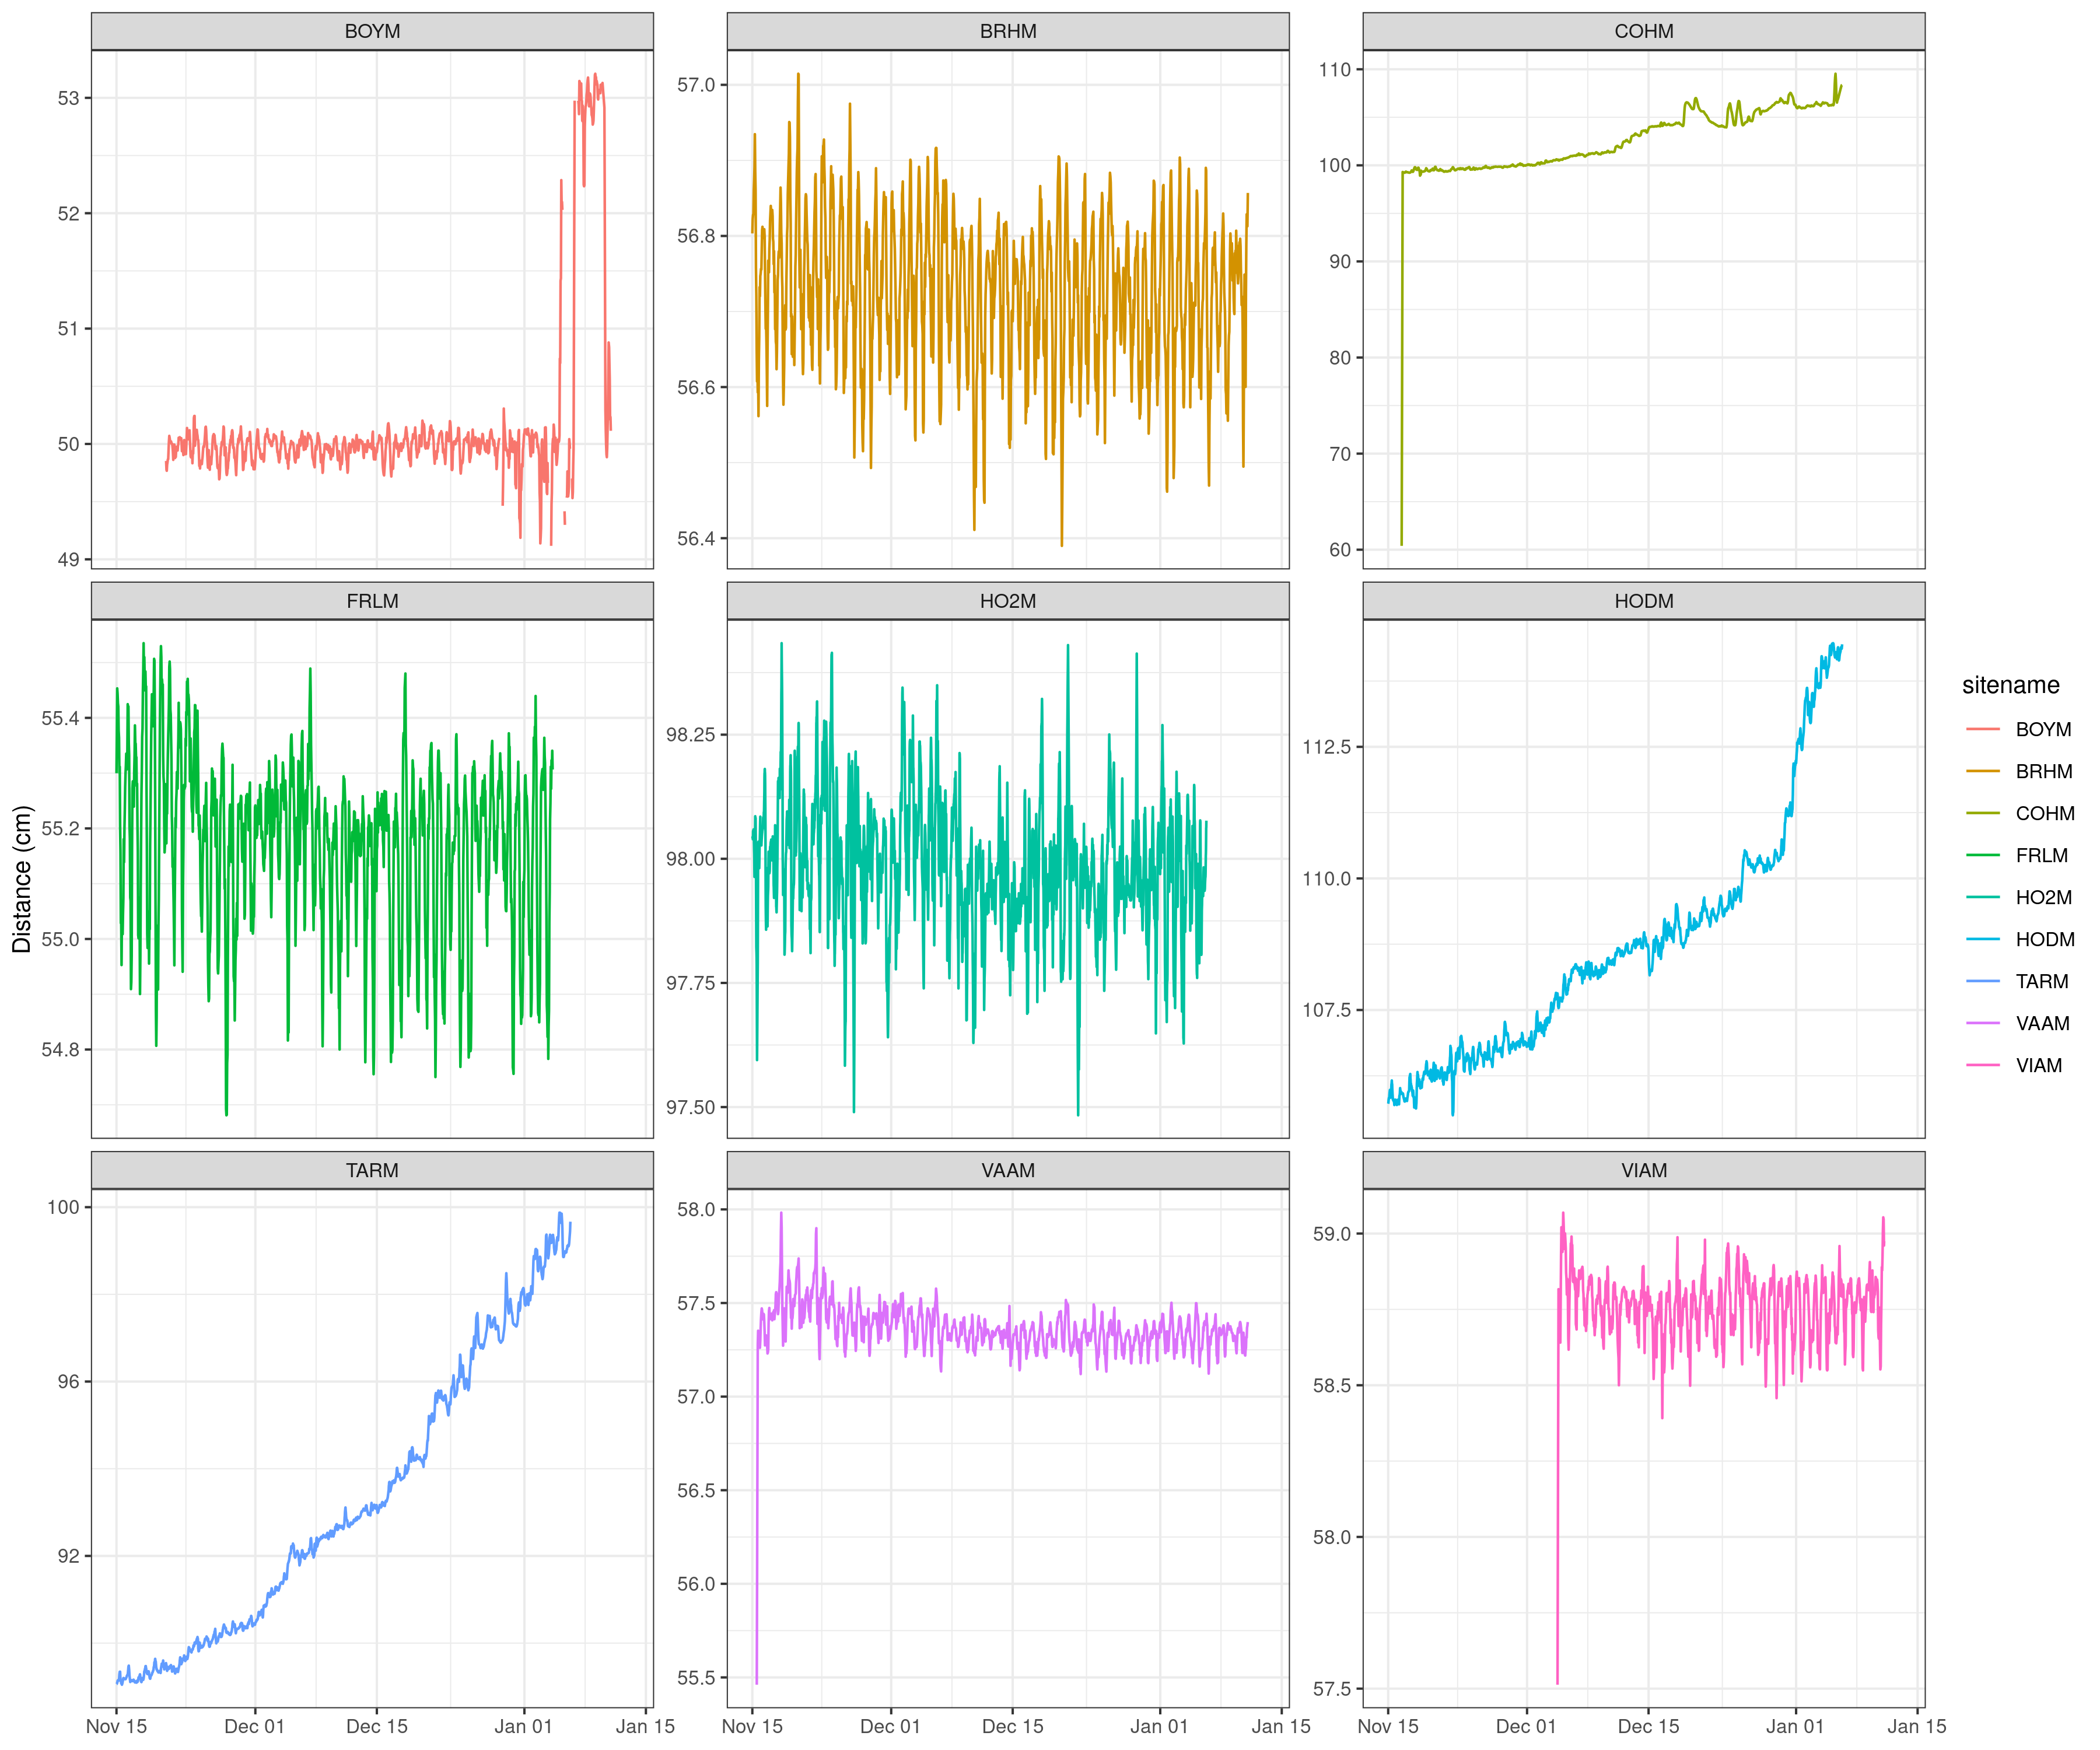 BOYM
BRHM
COHM
53
52
51
50
49
57.0
56.8
56.6
56.4
110
100
90
80
70
60
FRLM
HO2M
HODM
55.4
55.2
55.0
54.8
98.25
98.00
97.75
97.50
112.5
110.0
107.5
TARM
VAAM
VIAM
100
96
92
58.0
57.5
57.0
56.5
56.0
55.5
59.0
58.5
58.0
57.5
Nov 15 Dec 01 Dec 15 Jan 01 Jan 15
Nov 15 Dec 01 Dec 15 Jan 01 Jan 15
Nov 15 Dec 01 Dec 15 Jan 01 Jan 15
Distance (cm)
sitename
BOYM
BRHM
COHM
FRLM
HO2M
HODM
TARM
VAAM
VIAM